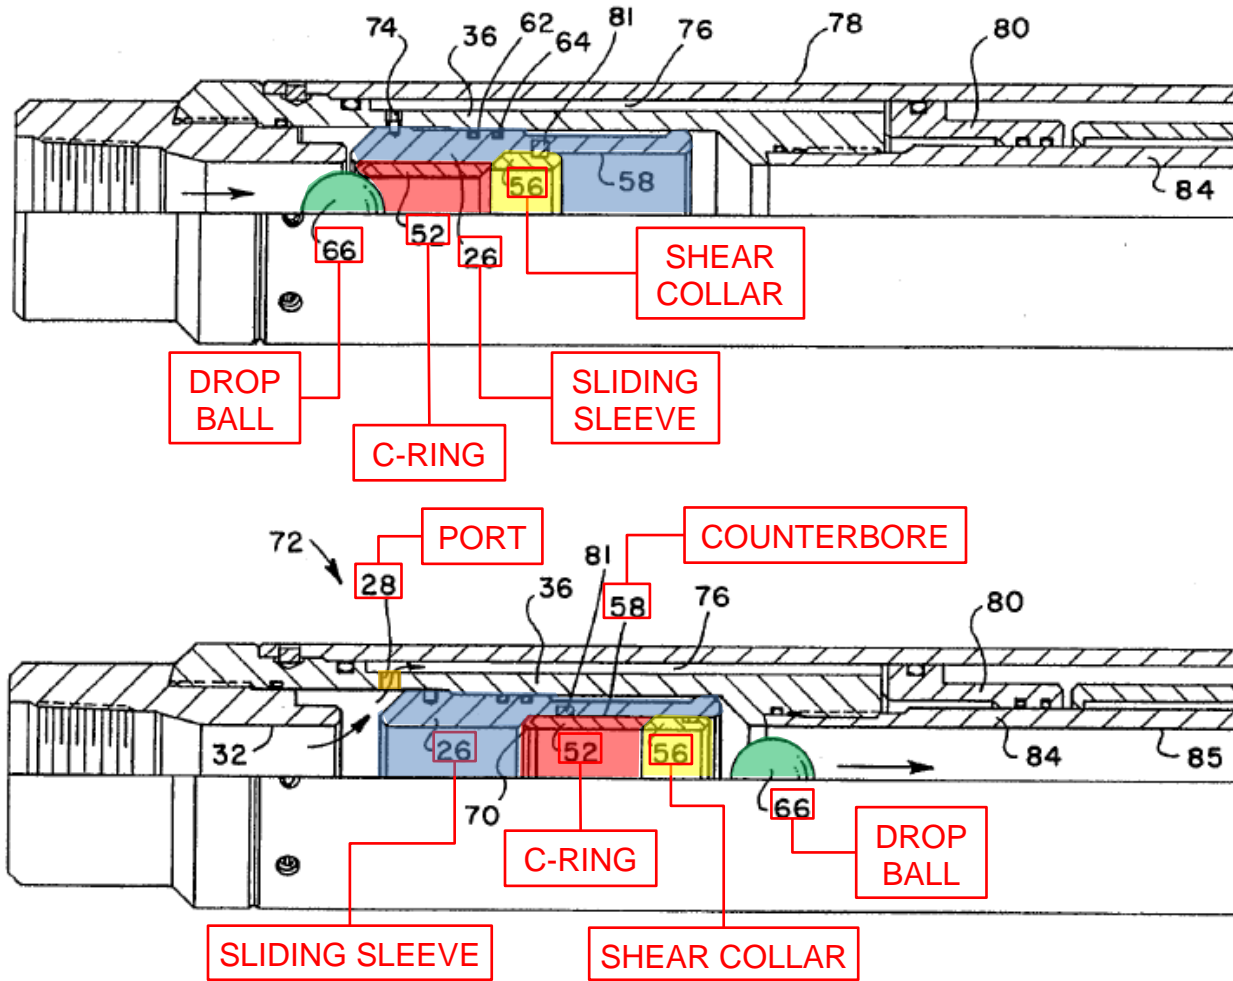 74
36
62
64
81
76
78
80
56
58
84
66
52
26
SHEAR
COLLAR
DROP
BALL
SLIDING
SLEEVE
C-RING
72
PORT
COUNTERBORE
28
81
36
58
76
80
32
26
52
56
84
85
70
66
C-RING
DROP
BALL
SLIDING SLEEVE
SHEAR COLLAR